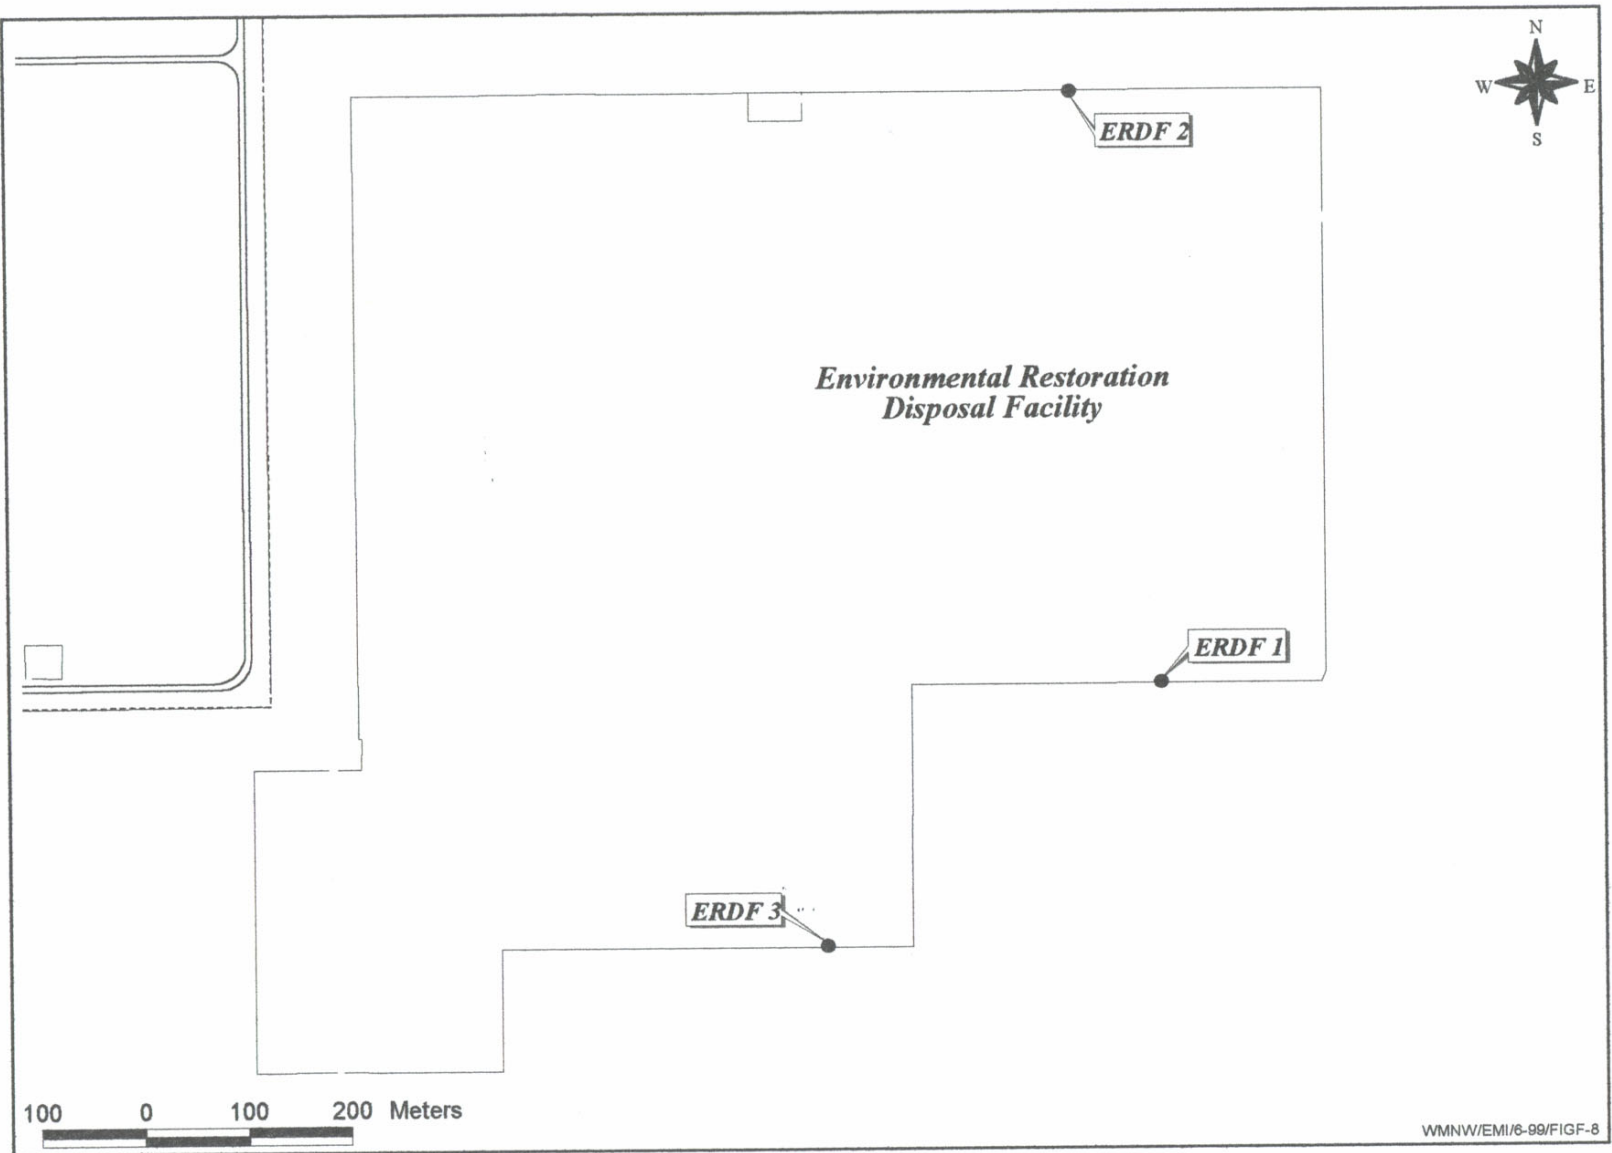 N
W E
S
ERDF 2
Environmental Restoration
Disposal Facility
ERDF 1
ERDF 3
100 0 100 200 Meters
WMNW/EMI/6-99/FIGF-8